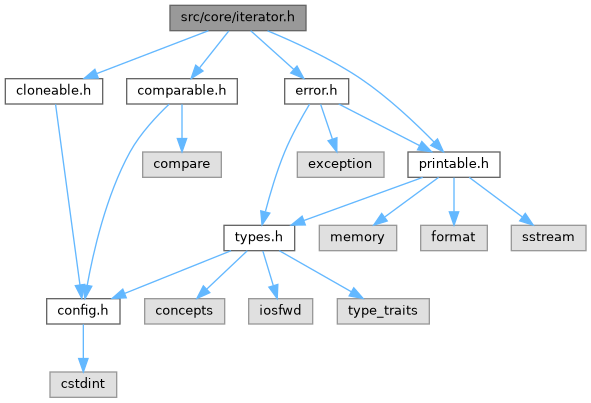 src/core/iterator.h
cloneable.h
comparable.h
error.h
compare
exception
printable.h
types.h
memory
format
sstream
config.h
concepts
iosfwd
type_traits
cstdint